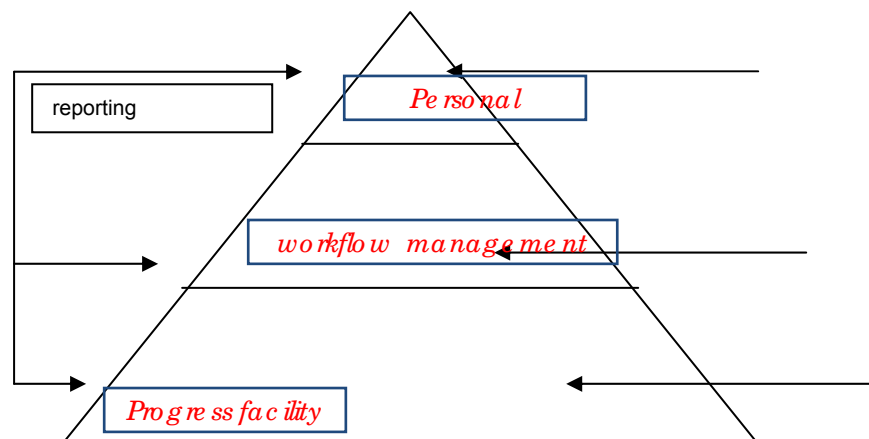 Personal
reporting
workflow management
Progress facility